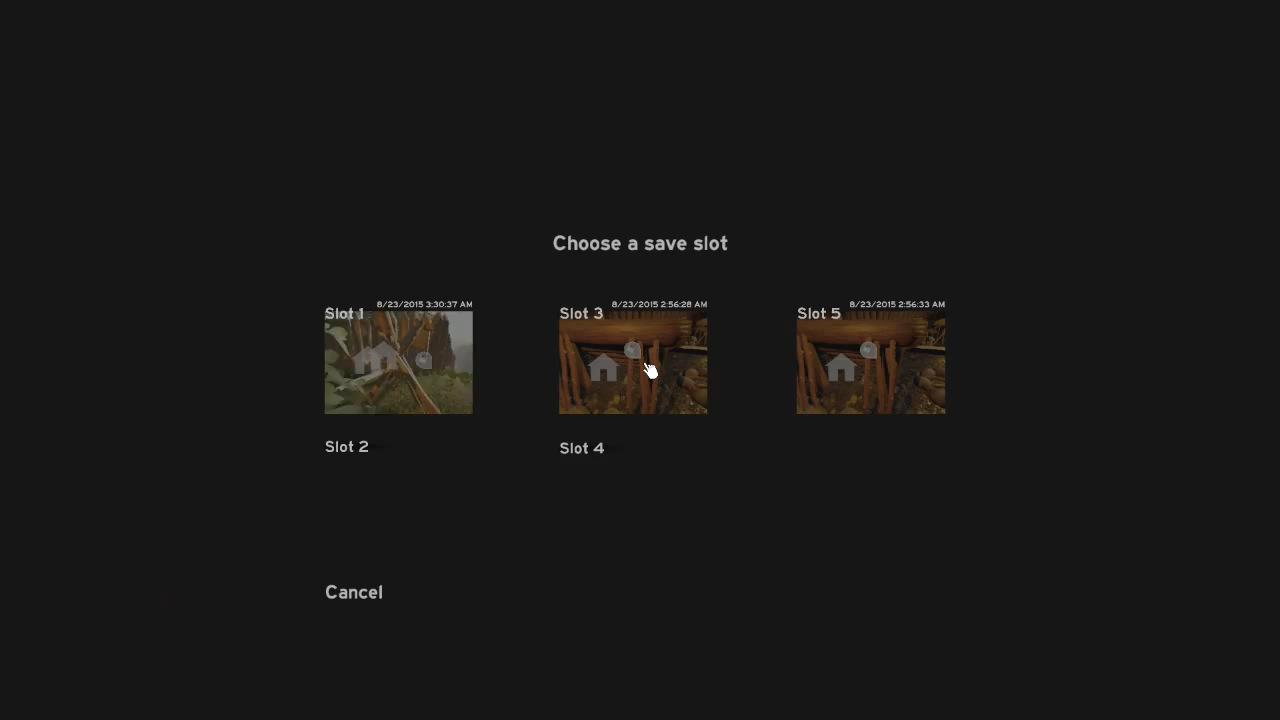 Choose a save slot
8/23/2015 3:30:37 AM
Slot 1
8/23/2015 2:56:28 AM
Slot 3
8/23/2015 2:56:33 AM
Slot 5
Slot 2
Slot 4
Cancel